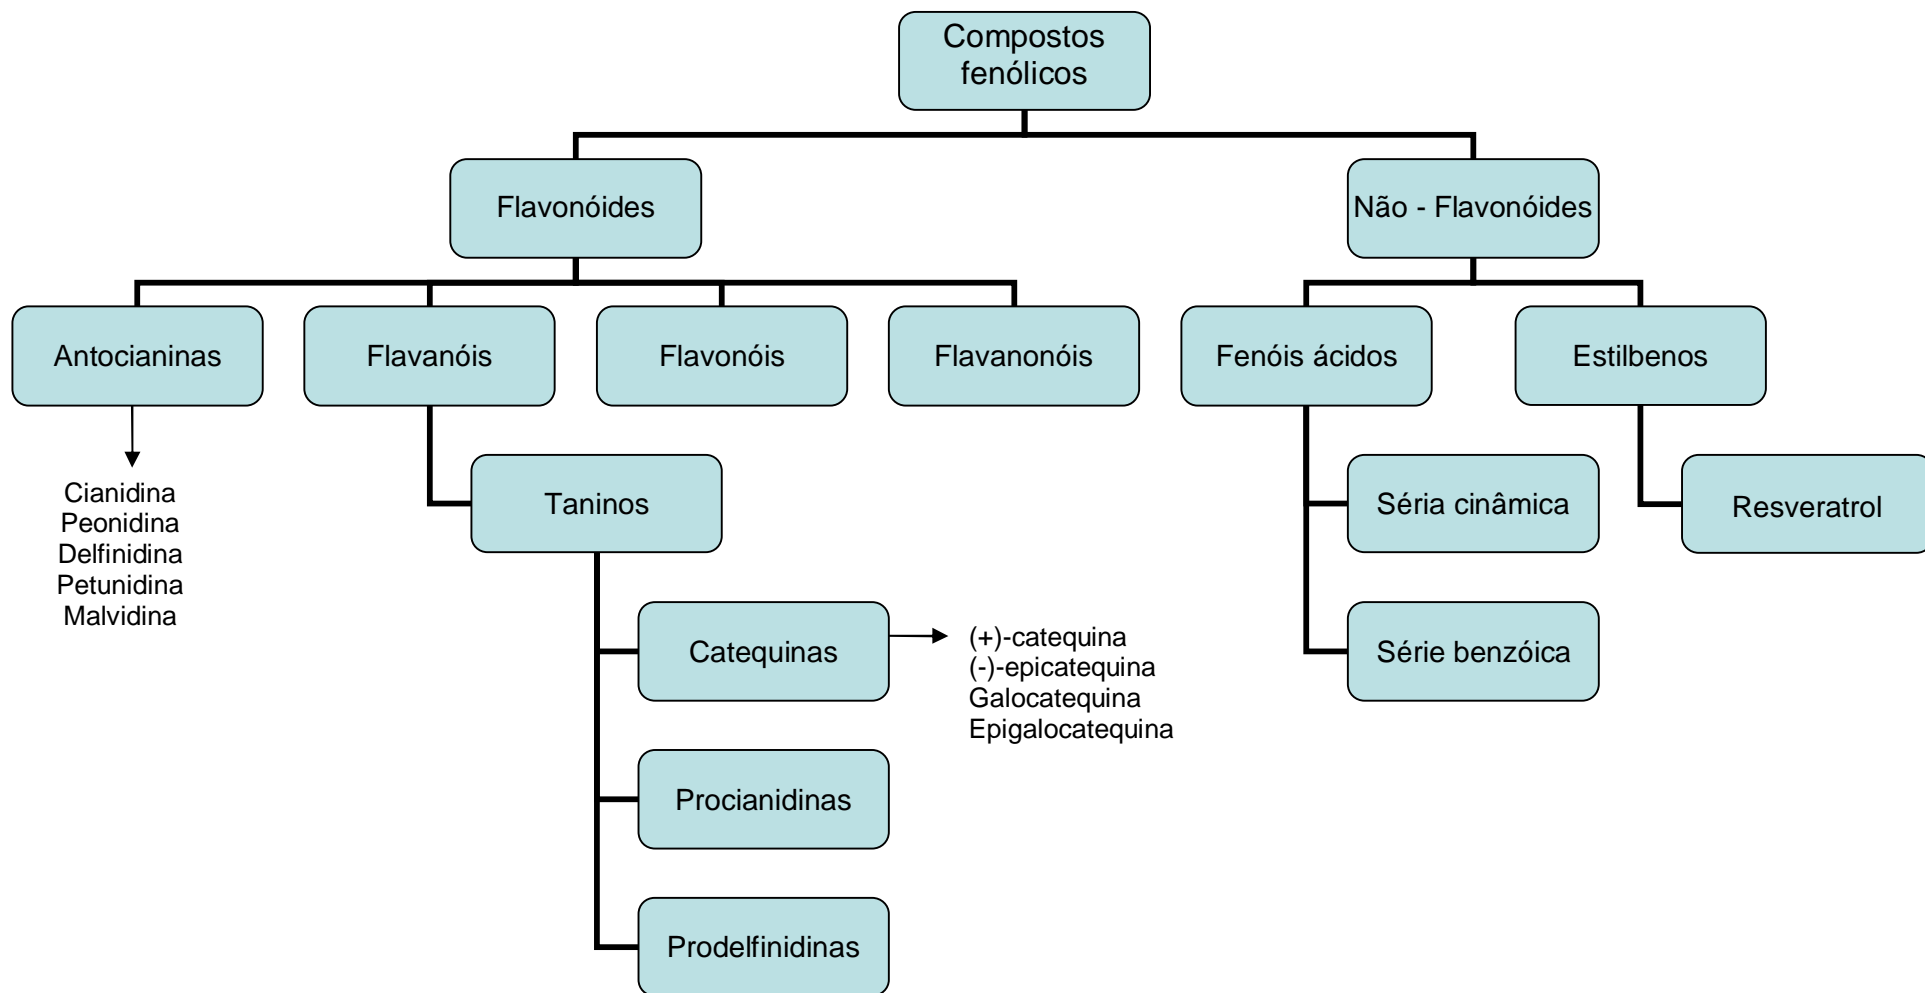 Compostos
fenólicos
Flavonóides
Não - Flavonóides
Antocianinas
Flavanóis
Flavonóis
Flavanonóis
Fenóis ácidos
Estilbenos
Cianidina
Peonidina
Delfinidina
Petunidina
Malvidina
Taninos
Séria cinâmica
Resveratrol
Catequinas
(+)-catequina
(-)-epicatequina
Galocatequina
Epigalocatequina
Série benzóica
Procianidinas
Prodelfinidinas